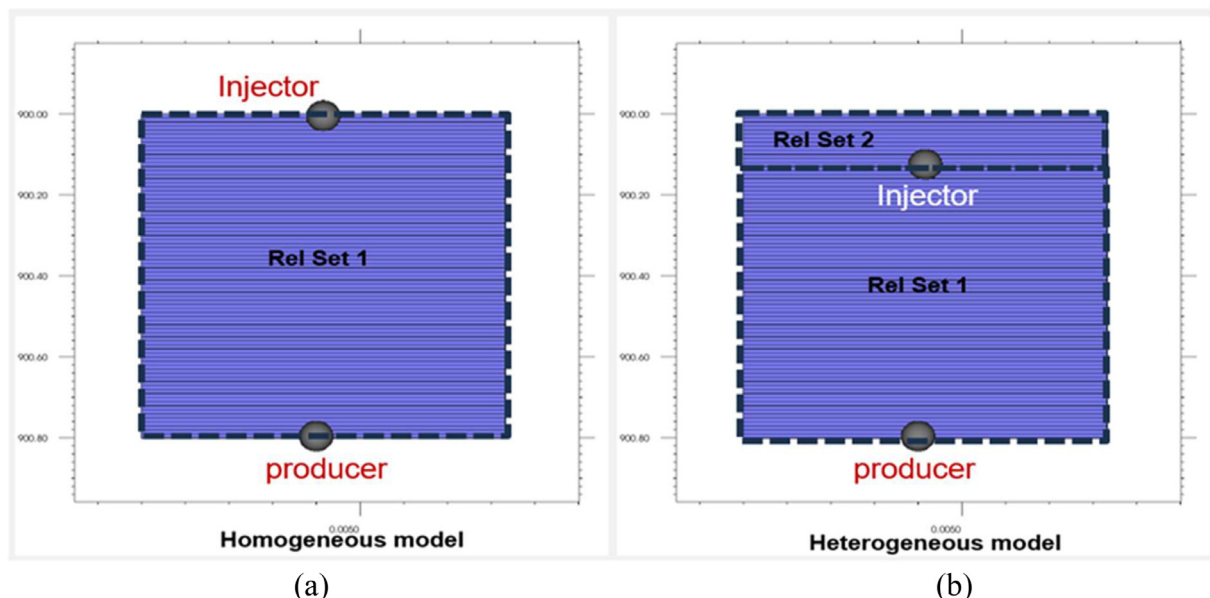 Injector
900.00
900.20
Rel Set 1
900.40
900.60
900.80
producer
0.0050
Homogeneous model
(a)
900.00
Rel Set 2
Injector
900.20
Rel Set 1
900.40
900.60
900.80
producer
0.0050
Heterogeneous model
(b)